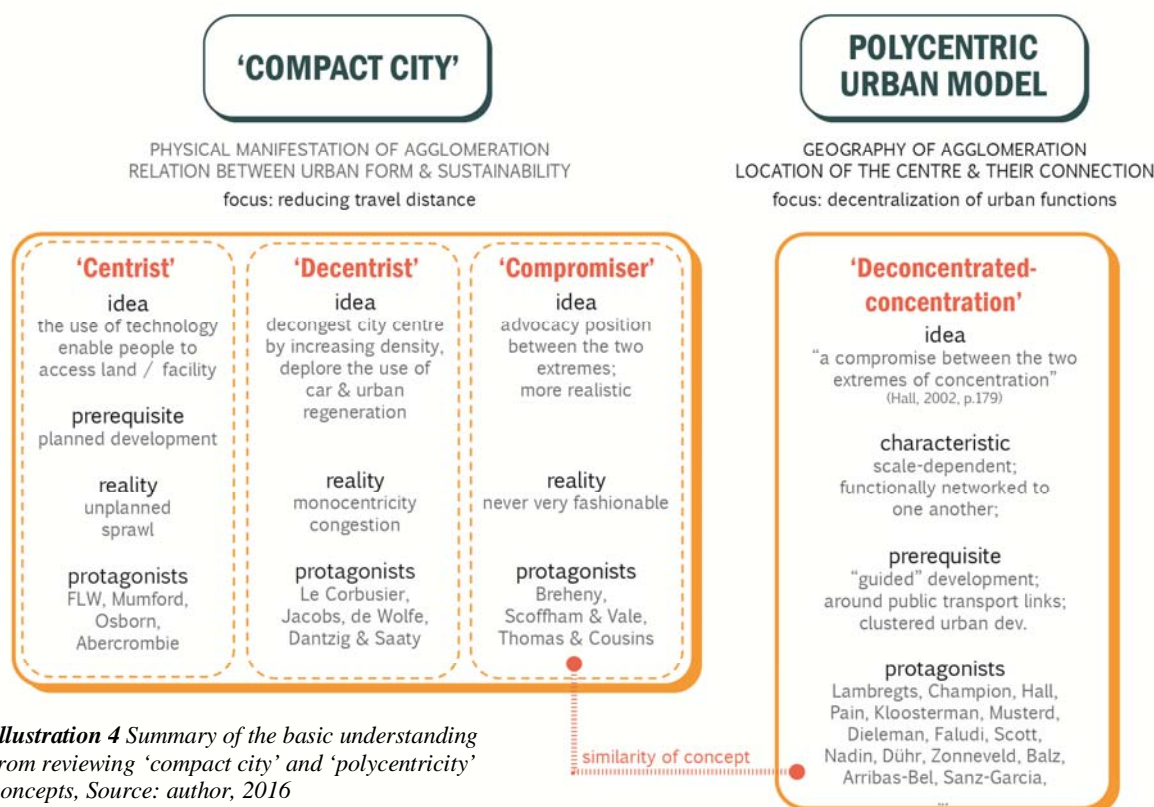 ‘COMPACT CITY’
PHYSICAL MANIFESTATION OF AGGLOMERATION
RELATION BETWEEN URBAN FORM & SUSTAINABILITY
focus: reducing travel distance
‘Centrist’
idea
the use of technology
enable people to
access land / facility
prerequisite
planned development
reality
unplanned
sprawl
protagonists
FLW, Mumford,
Osborn,
Abercrombie
‘Decentrist’
idea
decongest city centre
by increasing density,
deplore the use of
car & urban
regeneration
reality
monocentricity
congestion
protagonists
Le Corbusier,
Jacobs, de Wolfe,
Dantzig & Saaty
‘Compromiser’
idea
advocacy position
between the two
extremes;
more realistic
reality
never very fashionable
protagonists
Breheny,
Scoffham & Vale,
Thomas & Cousins
POLYCENTRIC
URBAN MODEL
GEOGRAPHY OF AGGLOMERATION
LOCATION OF THE CENTRE & THEIR CONNECTION
focus: decentralization of urban functions
‘Deconcentrated-
concentration’
idea
“a compromise between the two
extremes of concentration”
(Hall, 2002, p.179)
characteristic
scale-dependent;
functionally networked to
one another;
prerequisite
“guided” development;
around public transport links;
clustered urban dev.
protagonists
Lambregts, Champion, Hall,
Pain, Kloosterman, Musterd,
Dieleman, Faludi, Scott,
Nadin, Dühr, Zonneveld, Balz,
Arribas-Bel, Sanz-Garcia,
...
similarity of concept
llustration 4 Summary of the basic understanding
rom reviewing ‘compact city’ and ‘polycentricity’
oncepts, Source: author, 2016